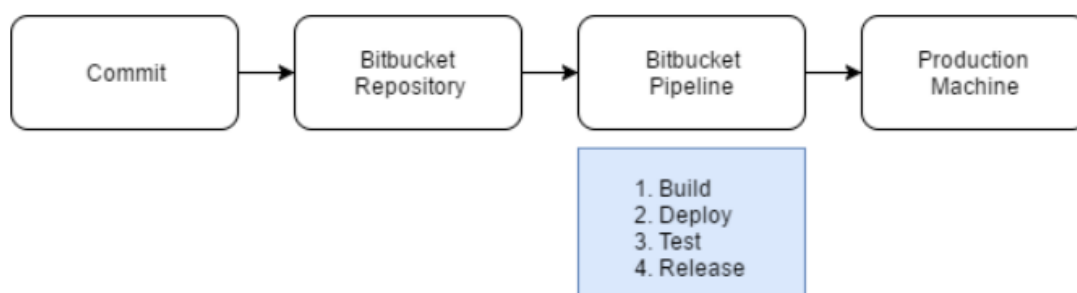 Commit
Bitbucket
Repository
Bitbucket
Pipeline
Production
Machine
1. Build
2. Deploy
3. Test
4. Release